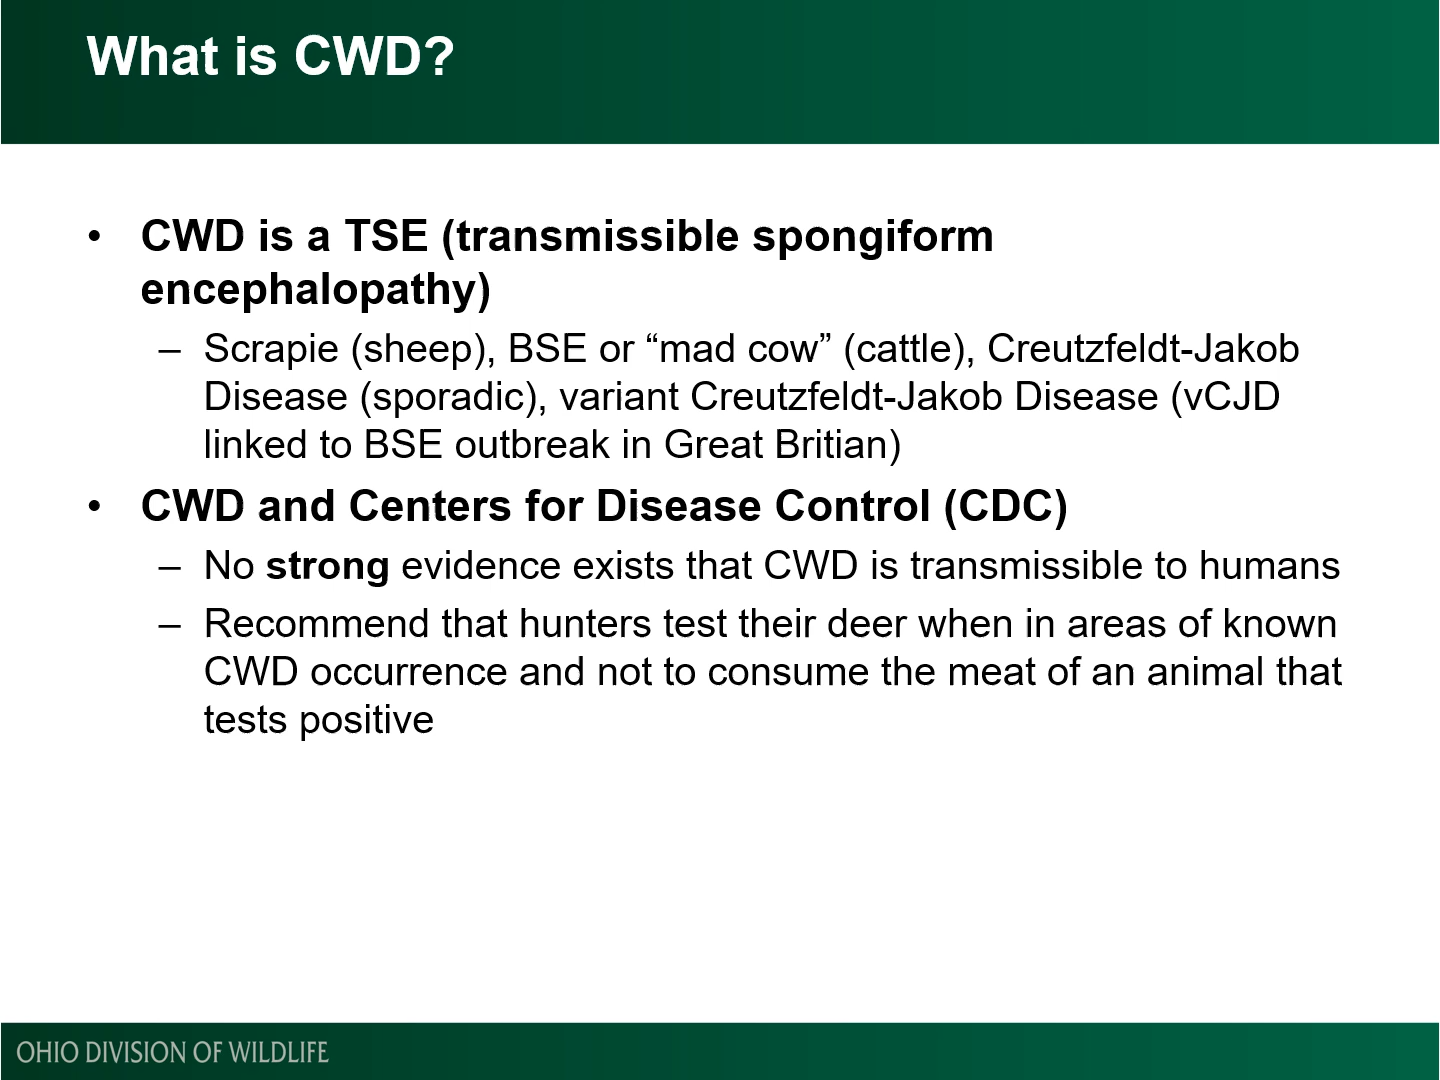 What is CWD?
• CWD is a TSE (transmissible spongiform
encephalopathy)
– Scrapie (sheep), BSE or “mad cow” (cattle), Creutzfeldt-Jakob
Disease (sporadic), variant Creutzfeldt-Jakob Disease (vCJD
linked to BSE outbreak in Great Britian)
• CWD and Centers for Disease Control (CDC)
– No strong evidence exists that CWD is transmissible to humans
– Recommend that hunters test their deer when in areas of known
CWD occurrence and not to consume the meat of an animal that
tests positive
OHIO DIVISION OF WILDLIFE